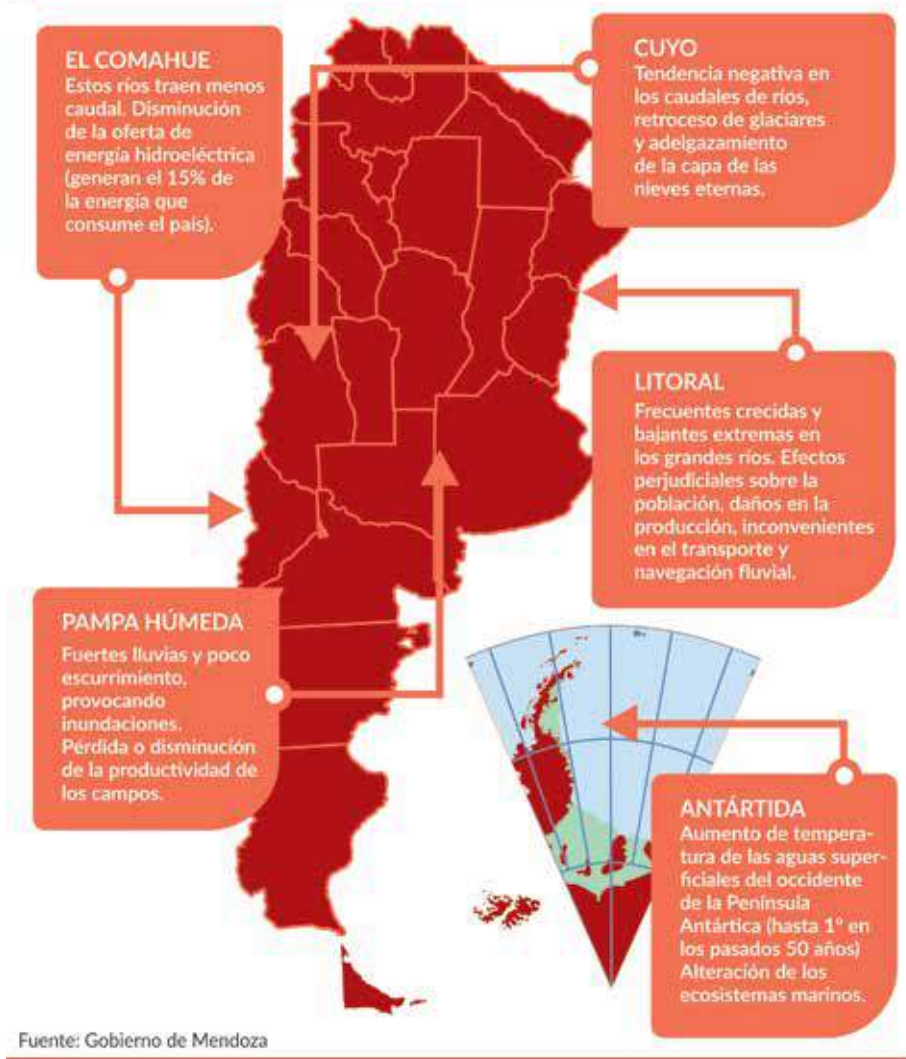 EL COMAHUE
Estos ríos traen menos
caudal. Disminución
de la oferta de
energía hidroeléctrica
(generan el 15% de
la energía que
consume el país).
CUYO
Tendencia negativa en
los caudales de ríos,
retroceso de glaciares
y adelgazamiento
de la capa de las
nieves eternas.
LITORAL
Frecuentes crecidas y
bajantes extremas en
los grandes ríos. Efectos
perjudiciales sobre la
población, daños en la
producción, inconvenientes
en el transporte y
navegación fluvial.
PAMPA HÚMEDA
Fuertes lluvias y poco
escurrimiento,
provocando
inundaciones.
Pérdida o disminución
de la productividad de
los campos.
ANTÁRTIDA
Aumento de tempera-
tura de las aguas super-
ficiales del occidente
de la Península
Antártica (hasta 1° en
los pasados 50 años)
Alteración de los
ecosistemas marinos.
Fuente: Gobierno de Mendoza